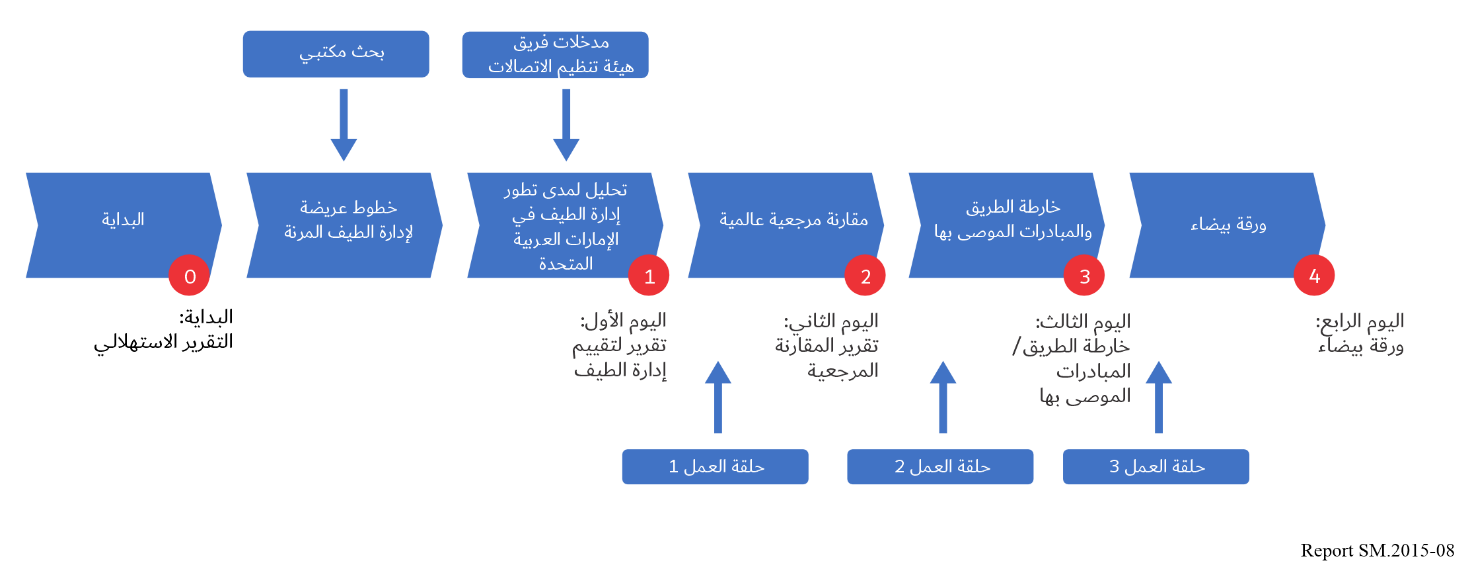 بحث مكتبي
مدخلات فريق
هيئة تنظيم الاتصالات
البداية
خطوط عريضة
لإدارة الطيف المرنة
تحليل لمدى تطور
إدارة الطيف في
الإمارات العربية
المتحدة
مقارنة مرجعية عالمية
خارطة الطريق
والمبادرات الموصى بها
ورقة بيضاء
0
1
2
3
4
البداية:
التقرير الاستهلالي
اليوم الأول:
تقرير لتقييم
إدارة الطيف
اليوم الثاني:
تقرير المقارنة
المرجعية
اليوم الثالث:
خارطة الطريق/
المبادرات
الموصى بها
اليوم الرابع:
ورقة بيضاء
حلقة العمل 1
حلقة العمل 2
حلقة العمل 3
Report SM.2015-08